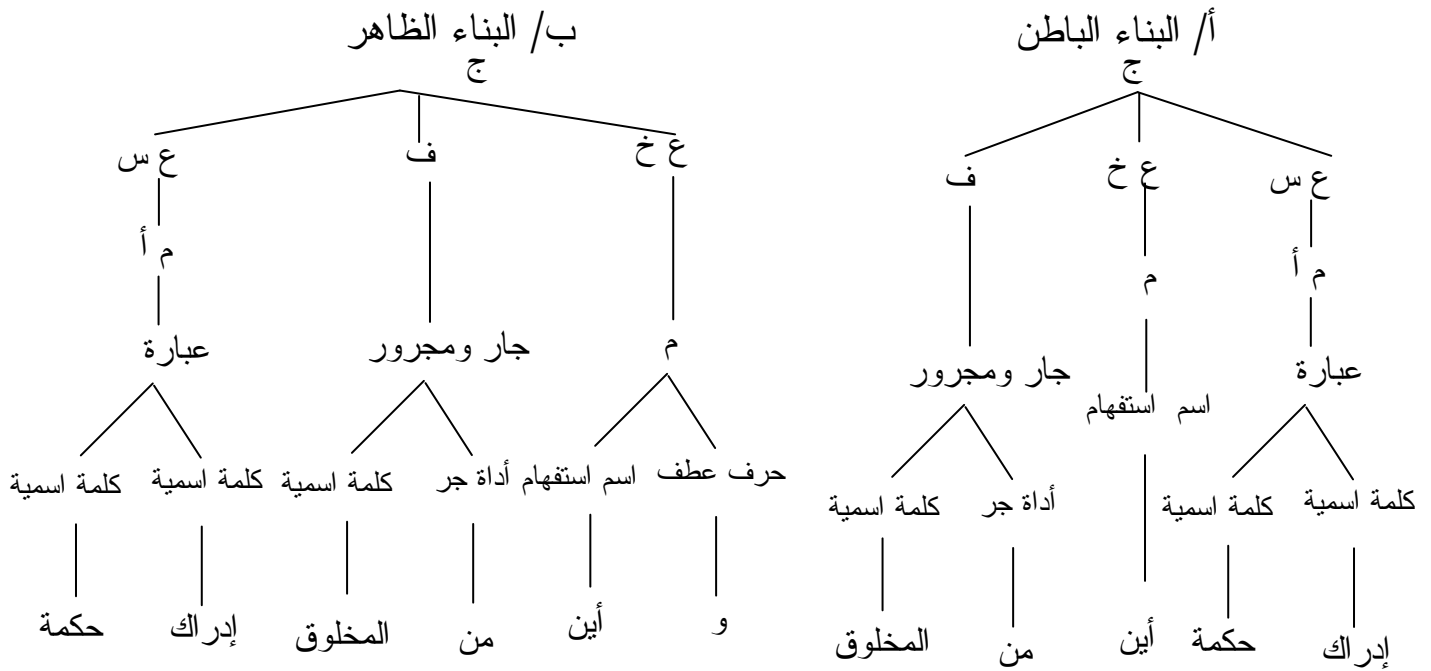 أ/ البناء الباطن
ج
ع س ع خ ف
م أ م
عبارة اسم استفهام جار ومجرور
كلمة اسمية كلمة اسمية أداة جر كلمة اسمية
إدراك حكمة أين من المخلوق
ب/ البناء الظاهر
ج
ع خ ف ع س
م أ
م جار ومجرور عبارة
حرف عطف اسم استفهام أداة جر كلمة اسمية كلمة اسمية كلمة اسمية
و أين من المخلوق إدراك حكمة